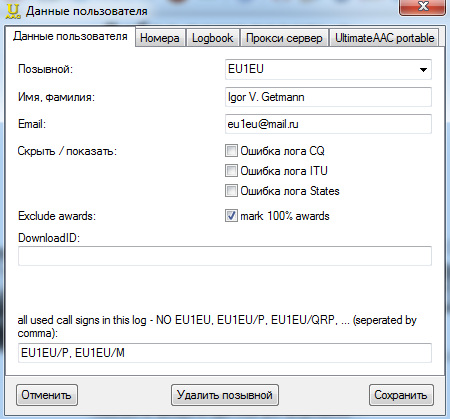 U
AAC
Данные пользователя
Данные пользователя Номера Logbook Прокси сервер UltimateAAC portable
Позывной: EU1EU
Имя, фамилия: Igor V. Getmann
Email: eu1eu@mail.ru
Скрыть / показать: Ошибка лога CQ
Ошибка лога ITU
Ошибка лога States
Exclude awards: mark 100% awards
DownloadID:
all used call signs in this log - NO EU1EU, EU1EU/P, EU1EU/QRP, ... (seperated by
comma):
EU1EU/P, EU1EU/M
Отменить Удалить позывной Сохранить